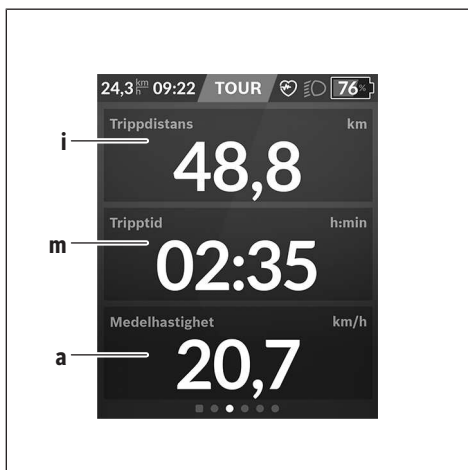 24,3 km/h 09:22 TOUR 76%
i Trippdistans km
48,8
m Tripptid h:min
02:35
a Medelhastighet km/h
20,7